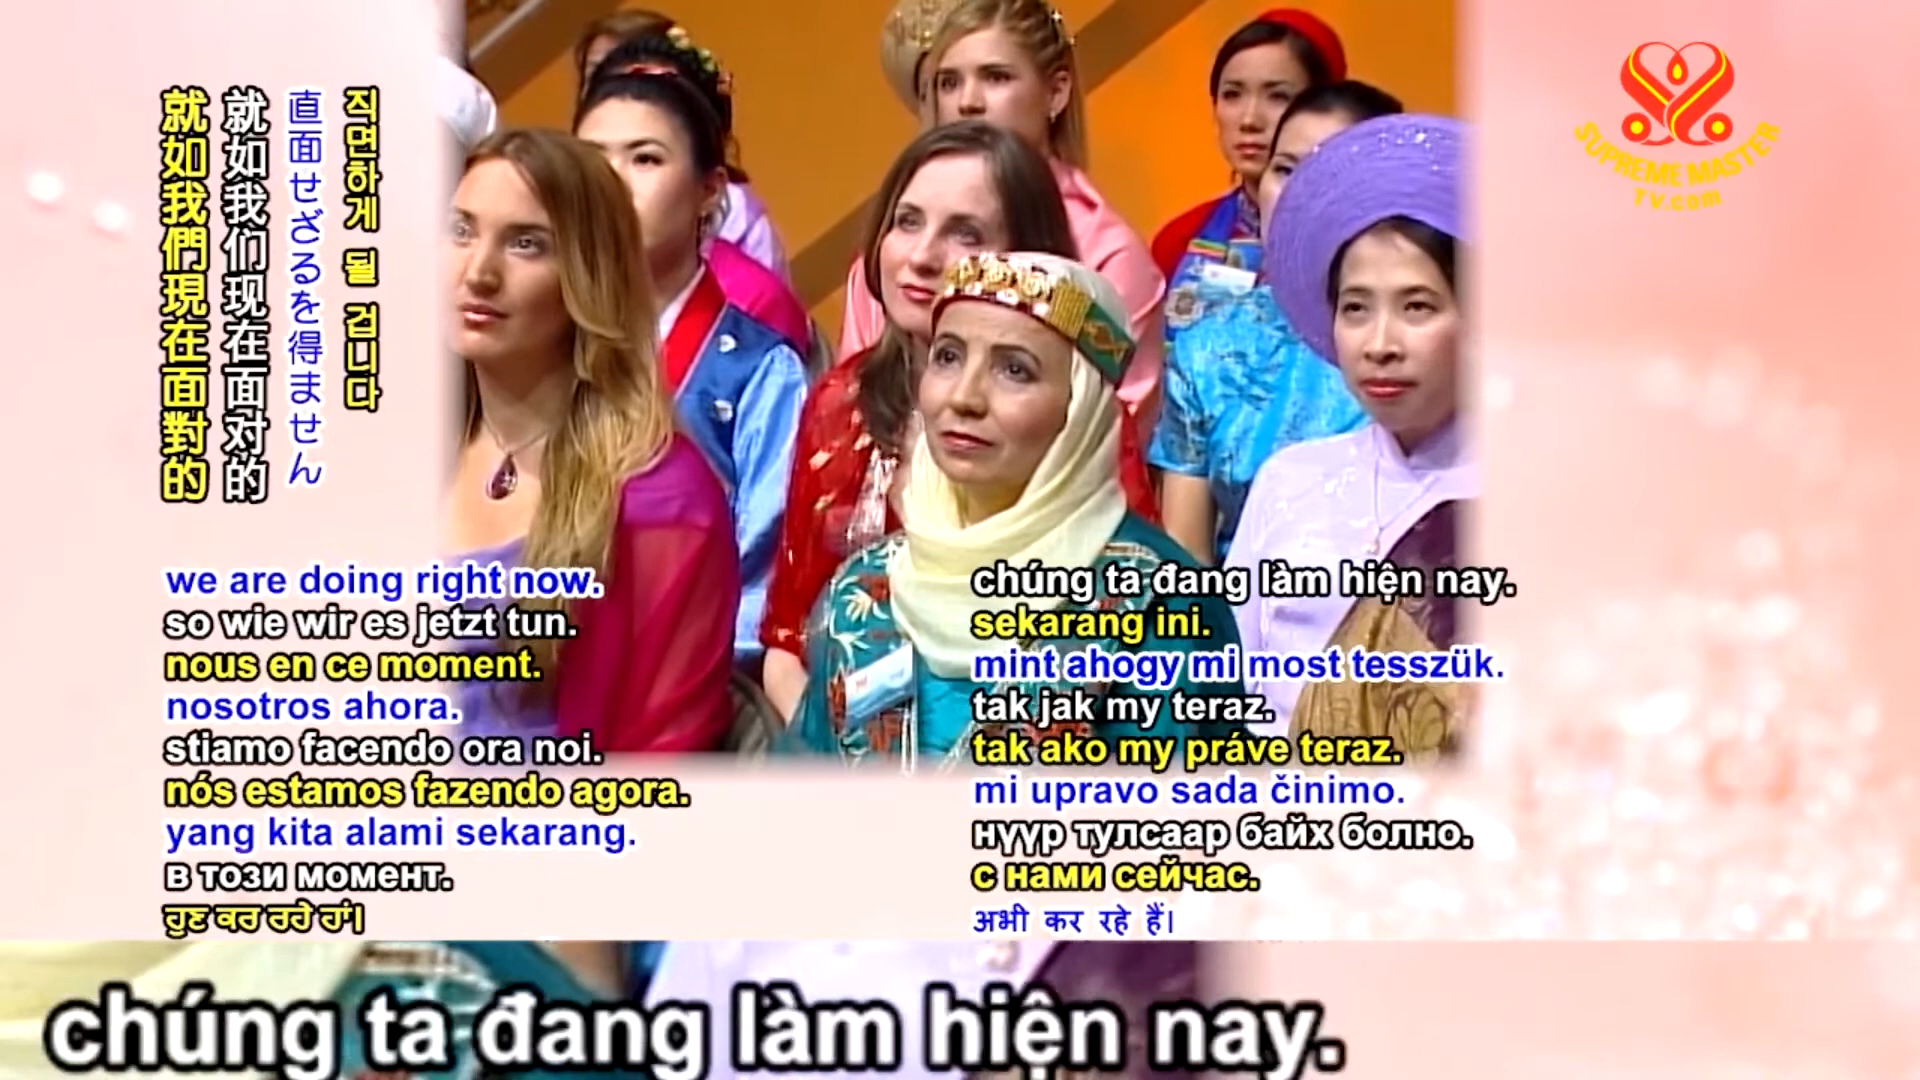 就如我們現在面對的
就如我们现在面对的
直面せざるを得ません
직면하게 될 겁니다
SUPREME MASTER
TV.com
we are doing right now.
so wie wir es jetzt tun.
nous en ce moment.
nosotros ahora.
stiamo facendo ora noi.
nós estamos fazendo agora.
yang kita alami sekarang.
в този момент.
ਹੁਣ ਕਰ ਰਹੇ ਹਾਂ।
chúng ta đang làm hiện nay.
sekarang ini.
mint ahogy mi most tesszük.
tak jak my teraz.
tak ako my práve teraz.
mi upravo sada činimo.
нүүр тулсаар байх болно.
с нами сейчас.
अभी कर रहे हैं।
chúng ta đang làm hiện nay.